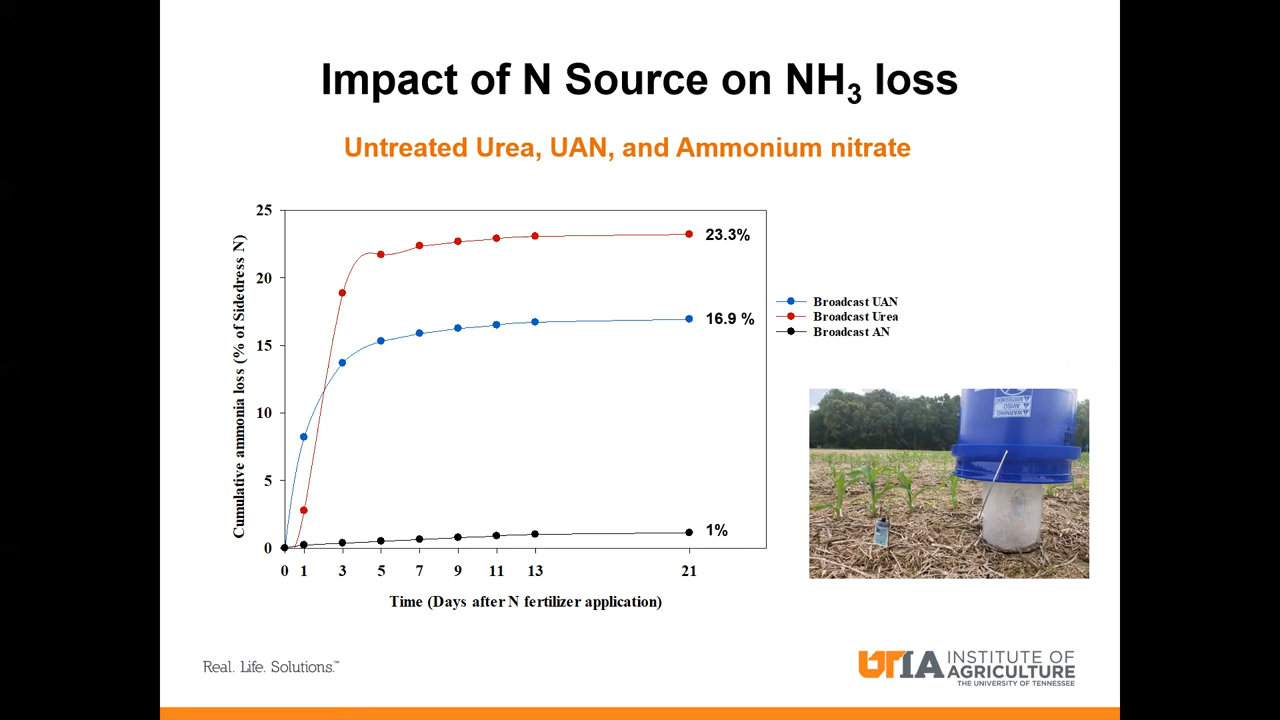 Impact of N Source on NH₃ loss
Untreated Urea, UAN, and Ammonium nitrate
Cumulative ammonia loss (% of Sidedress N)
25
20
15
10
5
0
23.3%
16.9 %
1%
0 1 3 5 7 9 11 13 21
Time (Days after N fertilizer application)
Broadcast UAN
Broadcast Urea
Broadcast AN
WARNING
AVISO
Real. Life. Solutions.™
UTIA INSTITUTE OF
AGRICULTURE
THE UNIVERSITY OF TENNESSEE